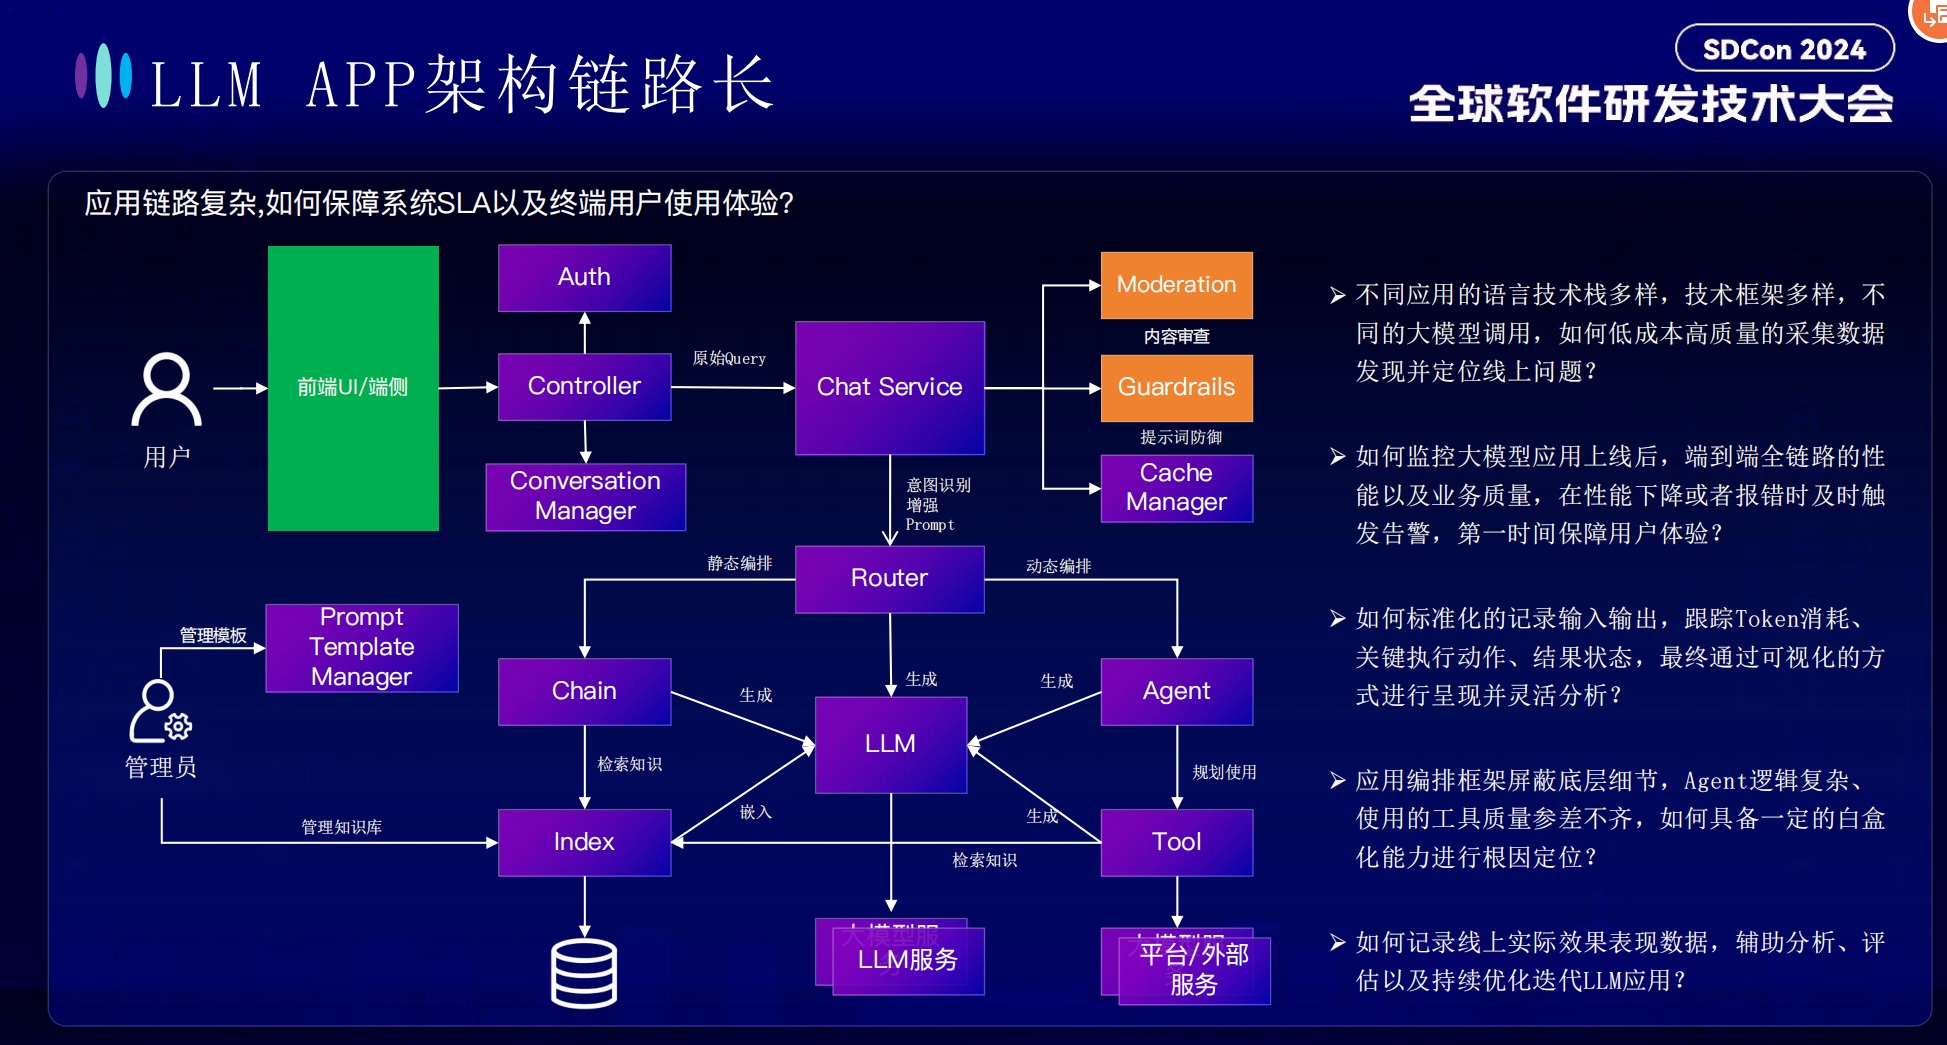 LLM APP架构链路长
SDCon 2024
全球软件研发技术大会
应用链路复杂,如何保障系统SLA以及终端用户使用体验?
用户
前端UI/端侧
Auth
Controller
Conversation
Manager
原始Query
Chat Service
Moderation
内容审查
Guardrails
提示词防御
Cache
Manager
意图识别
增强
Prompt
静态编排
Router
动态编排
管理模板
Prompt
Template
Manager
管理员
Chain
生成
生成
生成
LLM
Agent
检索知识
规划使用
管理知识库
Index
嵌入
生成
检索知识
Tool
大模型服
LLM服务
大模型服
平台/外部
服务
不同应用的语言技术栈多样，技术框架多样，不
同的大模型调用，如何低成本高质量的采集数据
发现并定位线上问题？
如何监控大模型应用上线后，端到端全链路的性
能以及业务质量，在性能下降或者报错时及时触
发告警，第一时间保障用户体验？
如何标准化的记录输入输出，跟踪Token消耗、
关键执行动作、结果状态，最终通过可视化的方
式进行呈现并灵活分析？
应用编排框架屏蔽底层细节，Agent逻辑复杂、
使用的工具质量参差不齐，如何具备一定的白盒
化能力进行根因定位？
如何记录线上实际效果表现数据，辅助分析、评
估以及持续优化迭代LLM应用？